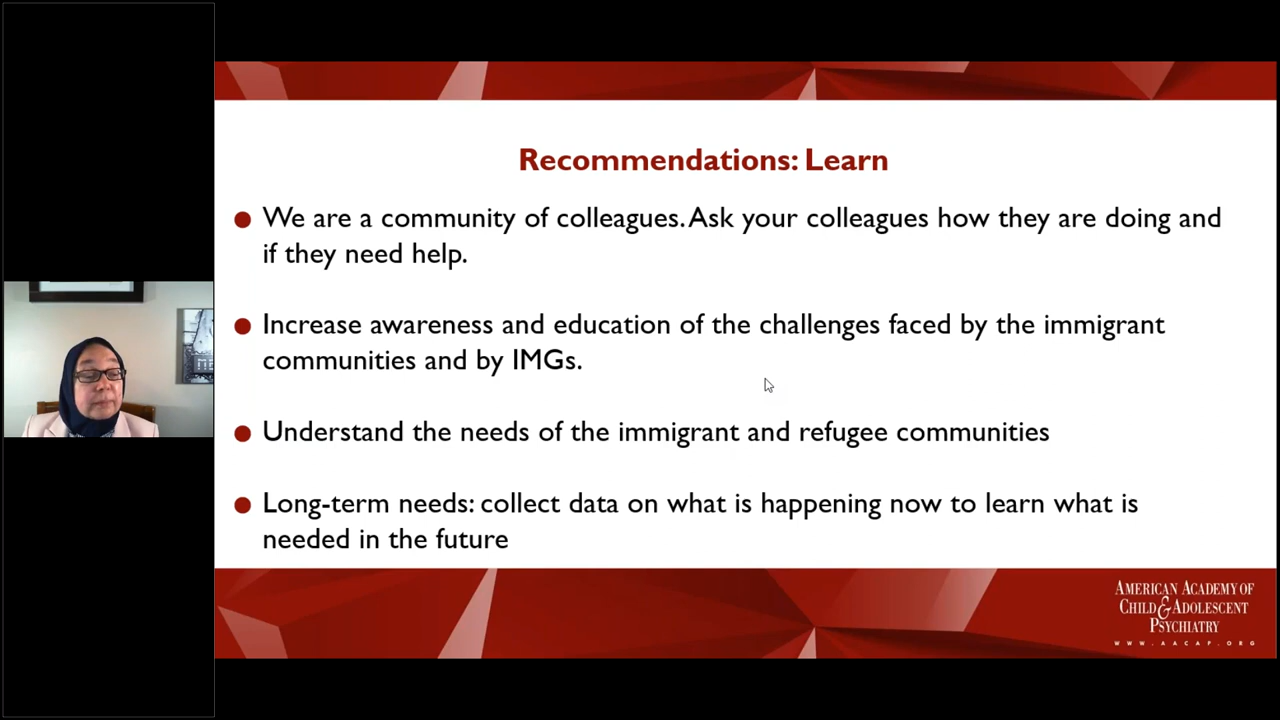 Recommendations: Learn
We are a community of colleagues. Ask your colleagues how they are doing and
if they need help.
Increase awareness and education of the challenges faced by the immigrant
communities and by IMGs.
Understand the needs of the immigrant and refugee communities
Long-term needs: collect data on what is happening now to learn what is
needed in the future
AMERICAN ACADEMY OF
CHILD & ADOLESCENT
PSYCHIATRY
WWW.AACAP.ORG